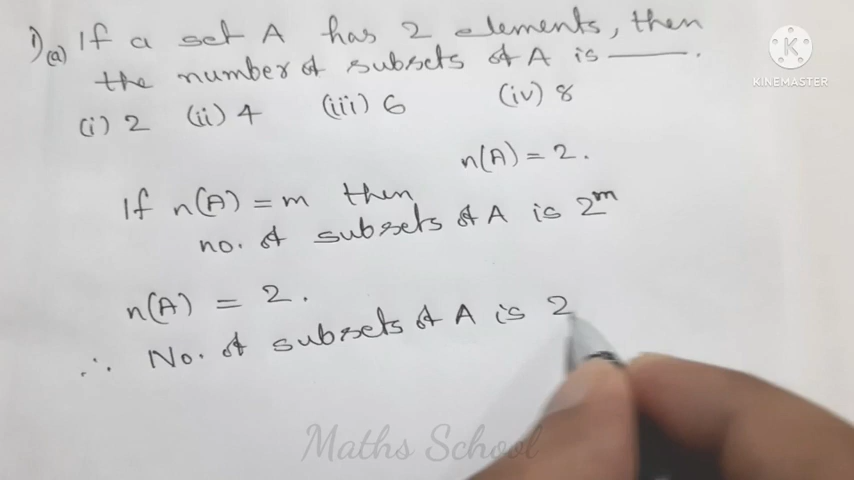 1) (a) If a set A has 2 elements, then
the number of subsets of A is ____.
(i) 2 (ii) 4 (iii) 6 (iv) 8
n(A) = 2.
If n(A) = m then
no. of subsets of A is 2^m
n(A) = 2.
∴ No. of subsets of A is 2
Maths School
K
KINEMASTER